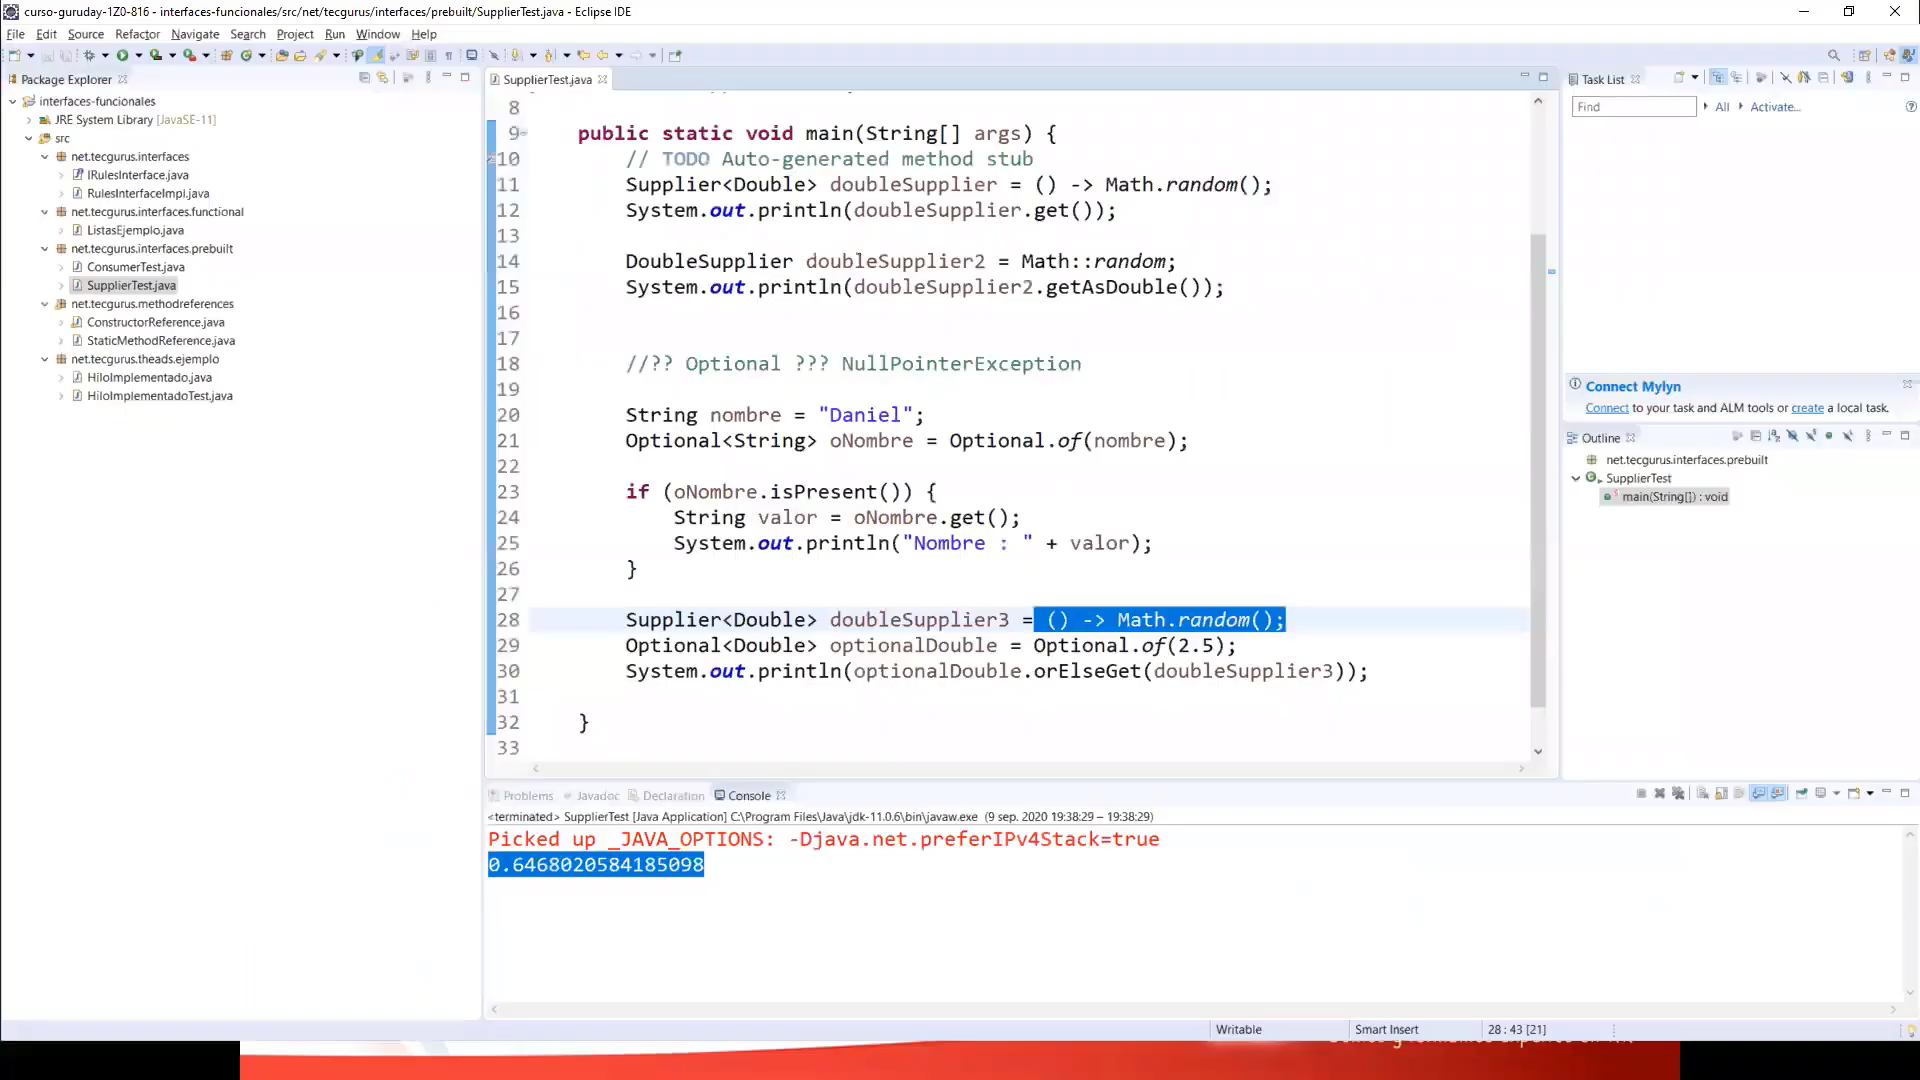 curso-guruday-1Z0-816 - interfaces-funcionales/src/net/tecgurus/interfaces/prebuilt/SupplierTest.java - Eclipse IDE
File Edit Source Refactor Navigate Search Project Run Window Help
Package Explorer
interfaces-funcionales
JRE System Library [JavaSE-11]
src
net.tecgurus.interfaces
IRulesInterface.java
RulesInterfaceImpl.java
net.tecgurus.interfaces.functional
ListasEjemplo.java
net.tecgurus.interfaces.prebuilt
ConsumerTest.java
SupplierTest.java
net.tecgurus.methodreferences
ConstructorReference.java
StaticMethodReference.java
net.tecgurus.theads.ejemplo
HiloImplementado.java
HiloImplementadoTest.java
SupplierTest.java
8
9 public static void main(String[] args) {
10 // TODO Auto-generated method stub
11 Supplier<Double> doubleSupplier = () -> Math.random();
12 System.out.println(doubleSupplier.get());
13
14 DoubleSupplier doubleSupplier2 = Math::random;
15 System.out.println(doubleSupplier2.getAsDouble());
16
17
18 //?? Optional ??? NullPointerException
19
20 String nombre = "Daniel";
21 Optional<String> oNombre = Optional.of(nombre);
22
23 if (oNombre.isPresent()) {
24 String valor = oNombre.get();
25 System.out.println("Nombre : " + valor);
26 }
27
28 Supplier<Double> doubleSupplier3 = () -> Math.random();
29 Optional<Double> optionalDouble = Optional.of(2.5);
30 System.out.println(optionalDouble.orElseGet(doubleSupplier3));
31
32 }
33
Problems Javadoc Declaration Console
<terminated> SupplierTest [Java Application] C:\Program Files\Java\jdk-11.0.6\bin\javaw.exe (9 sep. 2020 19:38:29 – 19:38:29)
Picked up _JAVA_OPTIONS: -Djava.net.preferIPv4Stack=true
0.6468020584185098
Task List
Find All Activate...
Connect Mylyn
Connect to your task and ALM tools or create a local task.
Outline
net.tecgurus.interfaces.prebuilt
SupplierTest
main(String[]) : void
Writable Smart Insert 28 : 43 [21]